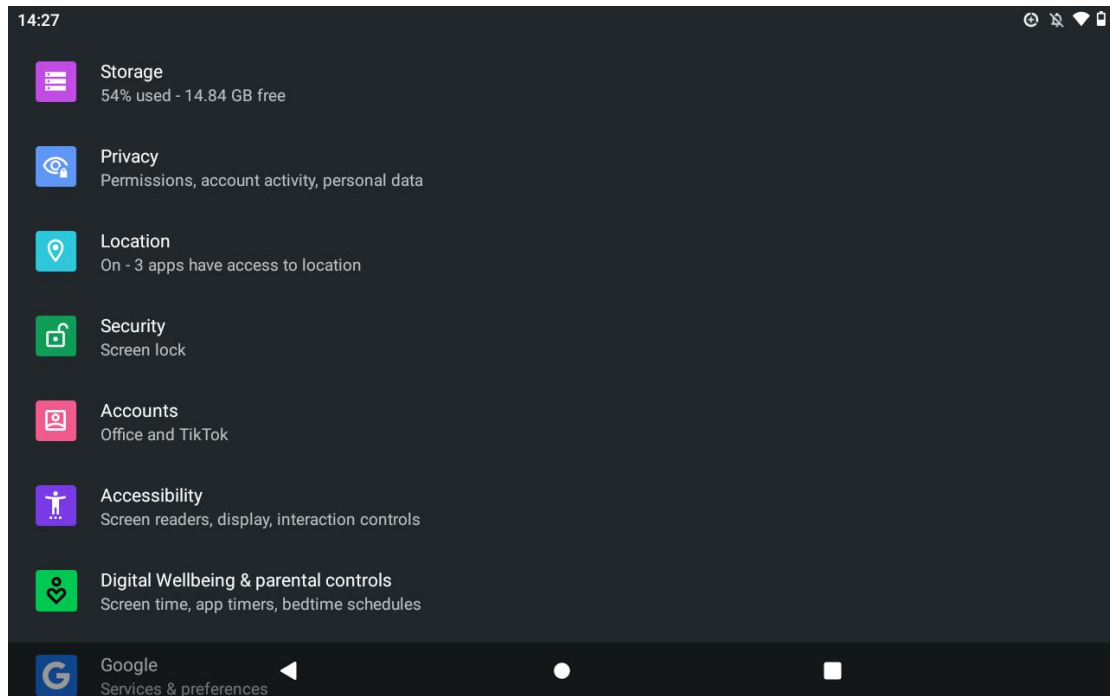 14:27
Storage
54% used - 14.84 GB free
Privacy
Permissions, account activity, personal data
Location
On - 3 apps have access to location
Security
Screen lock
Accounts
Office and TikTok
Accessibility
Screen readers, display, interaction controls
Digital Wellbeing & parental controls
Screen time, app timers, bedtime schedules
G
Google
Services & preferences